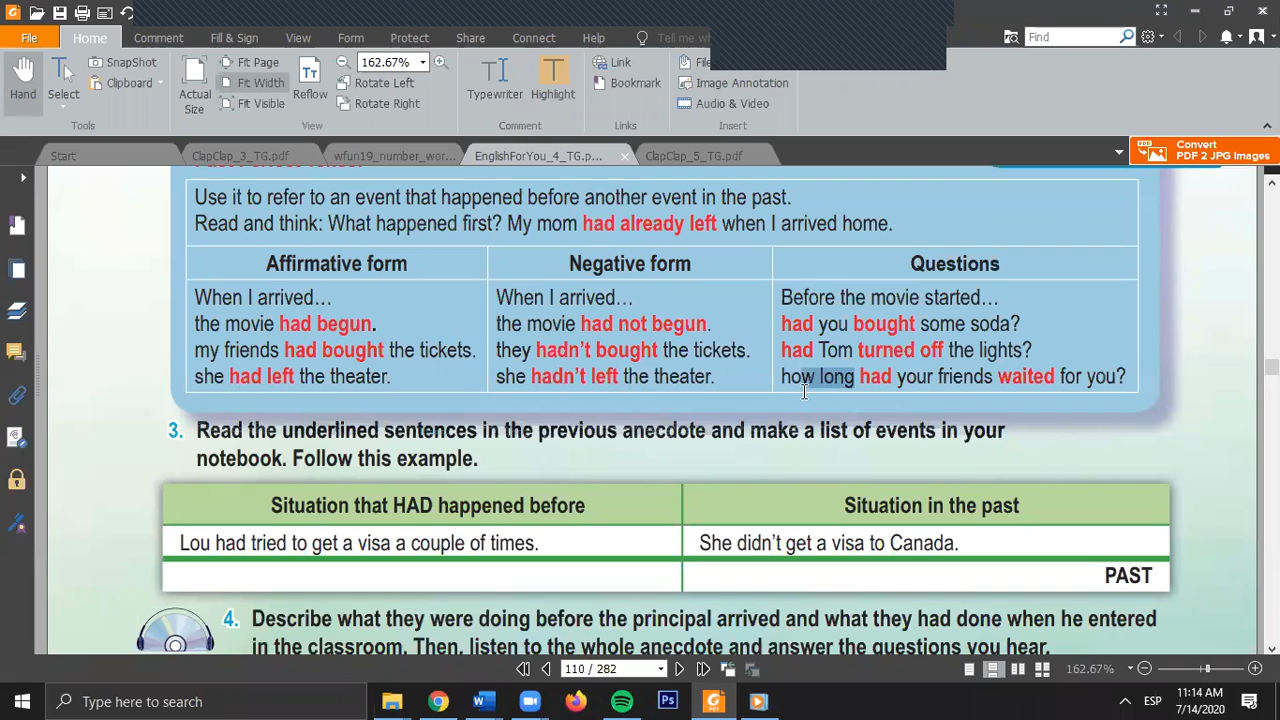 File Home Comment Fill & Sign View Form Protect Share Connect Help Tell me Find
Hand Select SnapShot Clipboard Actual Size Fit Page Fit Width Fit Visible Reflow 162.67% Rotate Left Rotate Right Typewriter Highlight Link Bookmark Image Annotation Audio & Video
Tools View Comment Links Insert
Start ClapClap_3_TG.pdf wfun19_number_wor... EnglishForYou_4_TG.p... ClapClap_5_TG.pdf Convert PDF 2 JPG Images
Use it to refer to an event that happened before another event in the past.
Read and think: What happened first? My mom had already left when I arrived home.
Affirmative form Negative form Questions
When I arrived… When I arrived… Before the movie started…
the movie had begun. the movie had not begun. had you bought some soda?
my friends had bought the tickets. they hadn't bought the tickets. had Tom turned off the lights?
she had left the theater. she hadn't left the theater. how long had your friends waited for you?
3. Read the underlined sentences in the previous anecdote and make a list of events in your
notebook. Follow this example.
Situation that HAD happened before Situation in the past
Lou had tried to get a visa a couple of times. She didn't get a visa to Canada.
PAST
4. Describe what they were doing before the principal arrived and what they had done when he entered
in the classroom. Then, listen to the whole anecdote and answer the questions you hear.
110 / 282 162.67%
Type here to search ESP 11:14 AM
7/14/2020